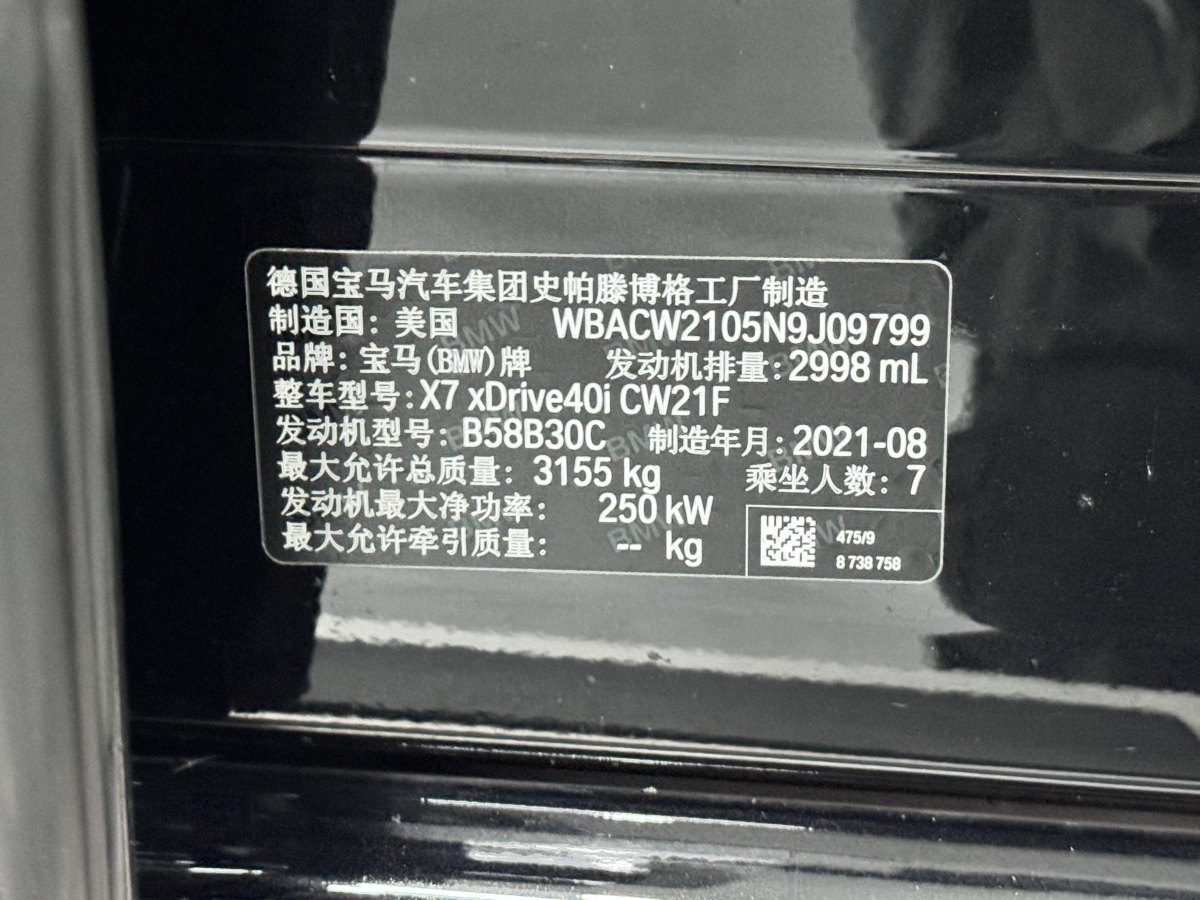 德国宝马汽车集团史帕滕博格工厂制造
制造国：美国 WBACW2105N9J09799
品牌：宝马(BMW)牌 发动机排量：2998 mL
整车型号：X7 xDrive40i CW21F
发动机型号：B58B30C 制造年月：2021-08
最大允许总质量：3155 kg 乘坐人数：7
发动机最大净功率： 250 kW
最大允许牵引质量： -- kg
475/9
8 738 758